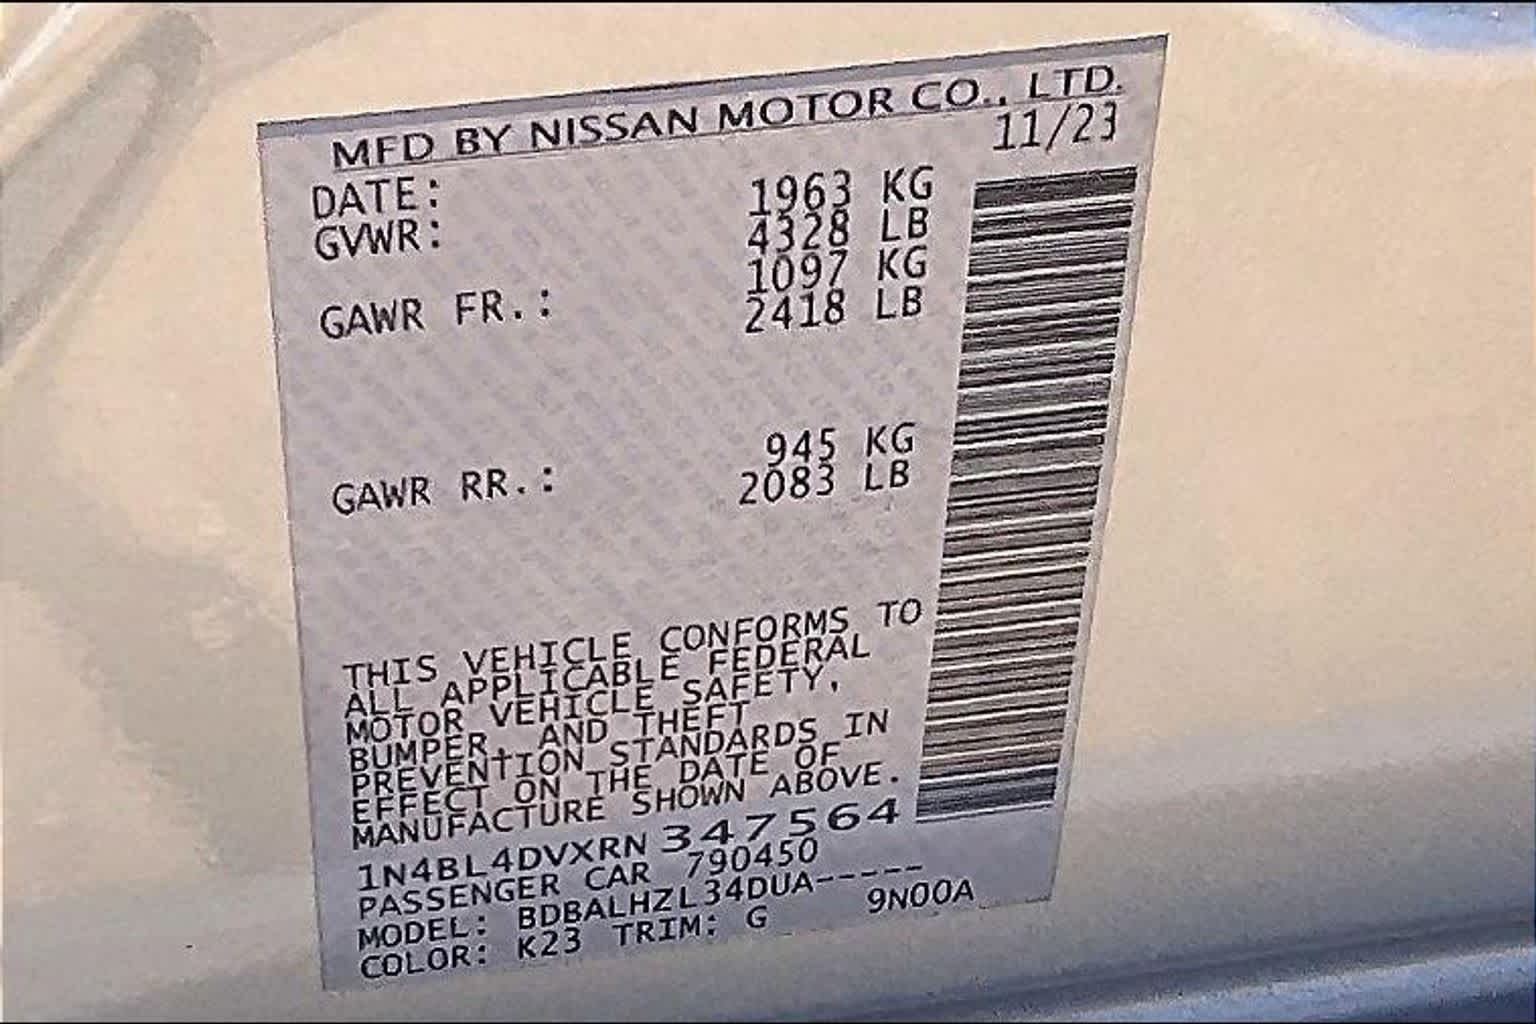 MFD BY NISSAN MOTOR CO., LTD.
DATE: 11/23
GVWR: 1963 KG
4328 LB
GAWR FR.: 1097 KG
2418 LB
GAWR RR.: 945 KG
2083 LB
THIS VEHICLE CONFORMS TO
ALL APPLICABLE FEDERAL
MOTOR VEHICLE SAFETY,
BUMPER, AND THEFT
PREVENTION STANDARDS IN
EFFECT ON THE DATE OF
MANUFACTURE SHOWN ABOVE.
1N4BL4DVXRN347564
PASSENGER CAR 790450
MODEL: BDBALHZL34DUA-----
COLOR: K23 TRIM: G 9N00A